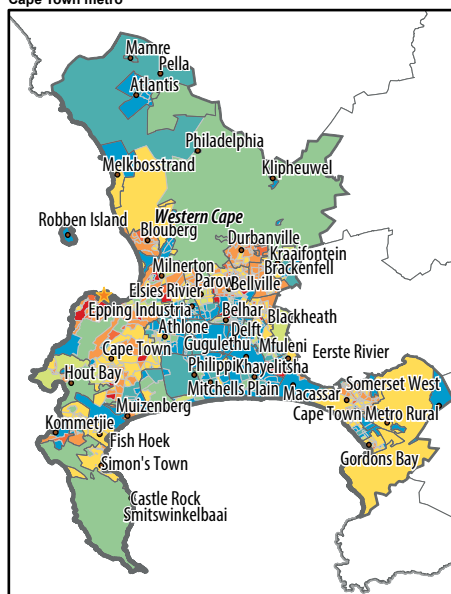 Cape Town metro
Mamre
Pella
Atlantis
Philadelphia
Melkbosstrand
Klipheuwel
Robben Island
Western Cape
Blouberg
Durbanville
Kraaifontein
Milnerton
Brackenfell
Parow
Bellville
Elsies Rivier
Epping Industria
Belhar
Blackheath
Athlone
Delft
Gugulethu
Mfuleni
Cape Town
Eerste Rivier
Philippi
Khayelitsha
Hout Bay
Mitchells Plain
Macassar
Somerset West
Muizenberg
Cape Town Metro Rural
Kommetjie
Fish Hoek
Gordons Bay
Simon's Town
Castle Rock
Smitswinkelbaai